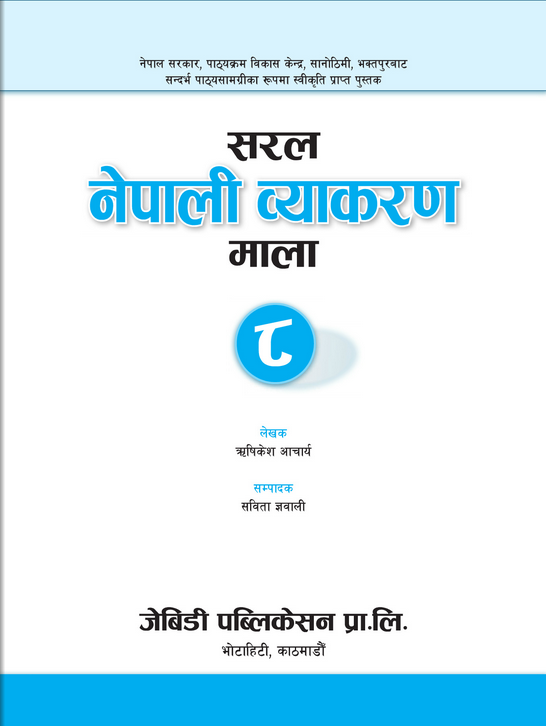 नेपाल सरकार, पाठ्यक्रम विकास केन्द्र, सानोठिमी, भक्तपुरबाट
सन्दर्भ पाठ्यसामग्रीका रूपमा स्वीकृति प्राप्त पुस्तक
सरल
नेपाली व्याकरण
माला
८
लेखक
ऋषिकेश आचार्य
सम्पादक
सविता ज्ञवाली
जेबिडी पब्लिकेसन प्रा.लि.
भोटाहिटी, काठमाडौँ